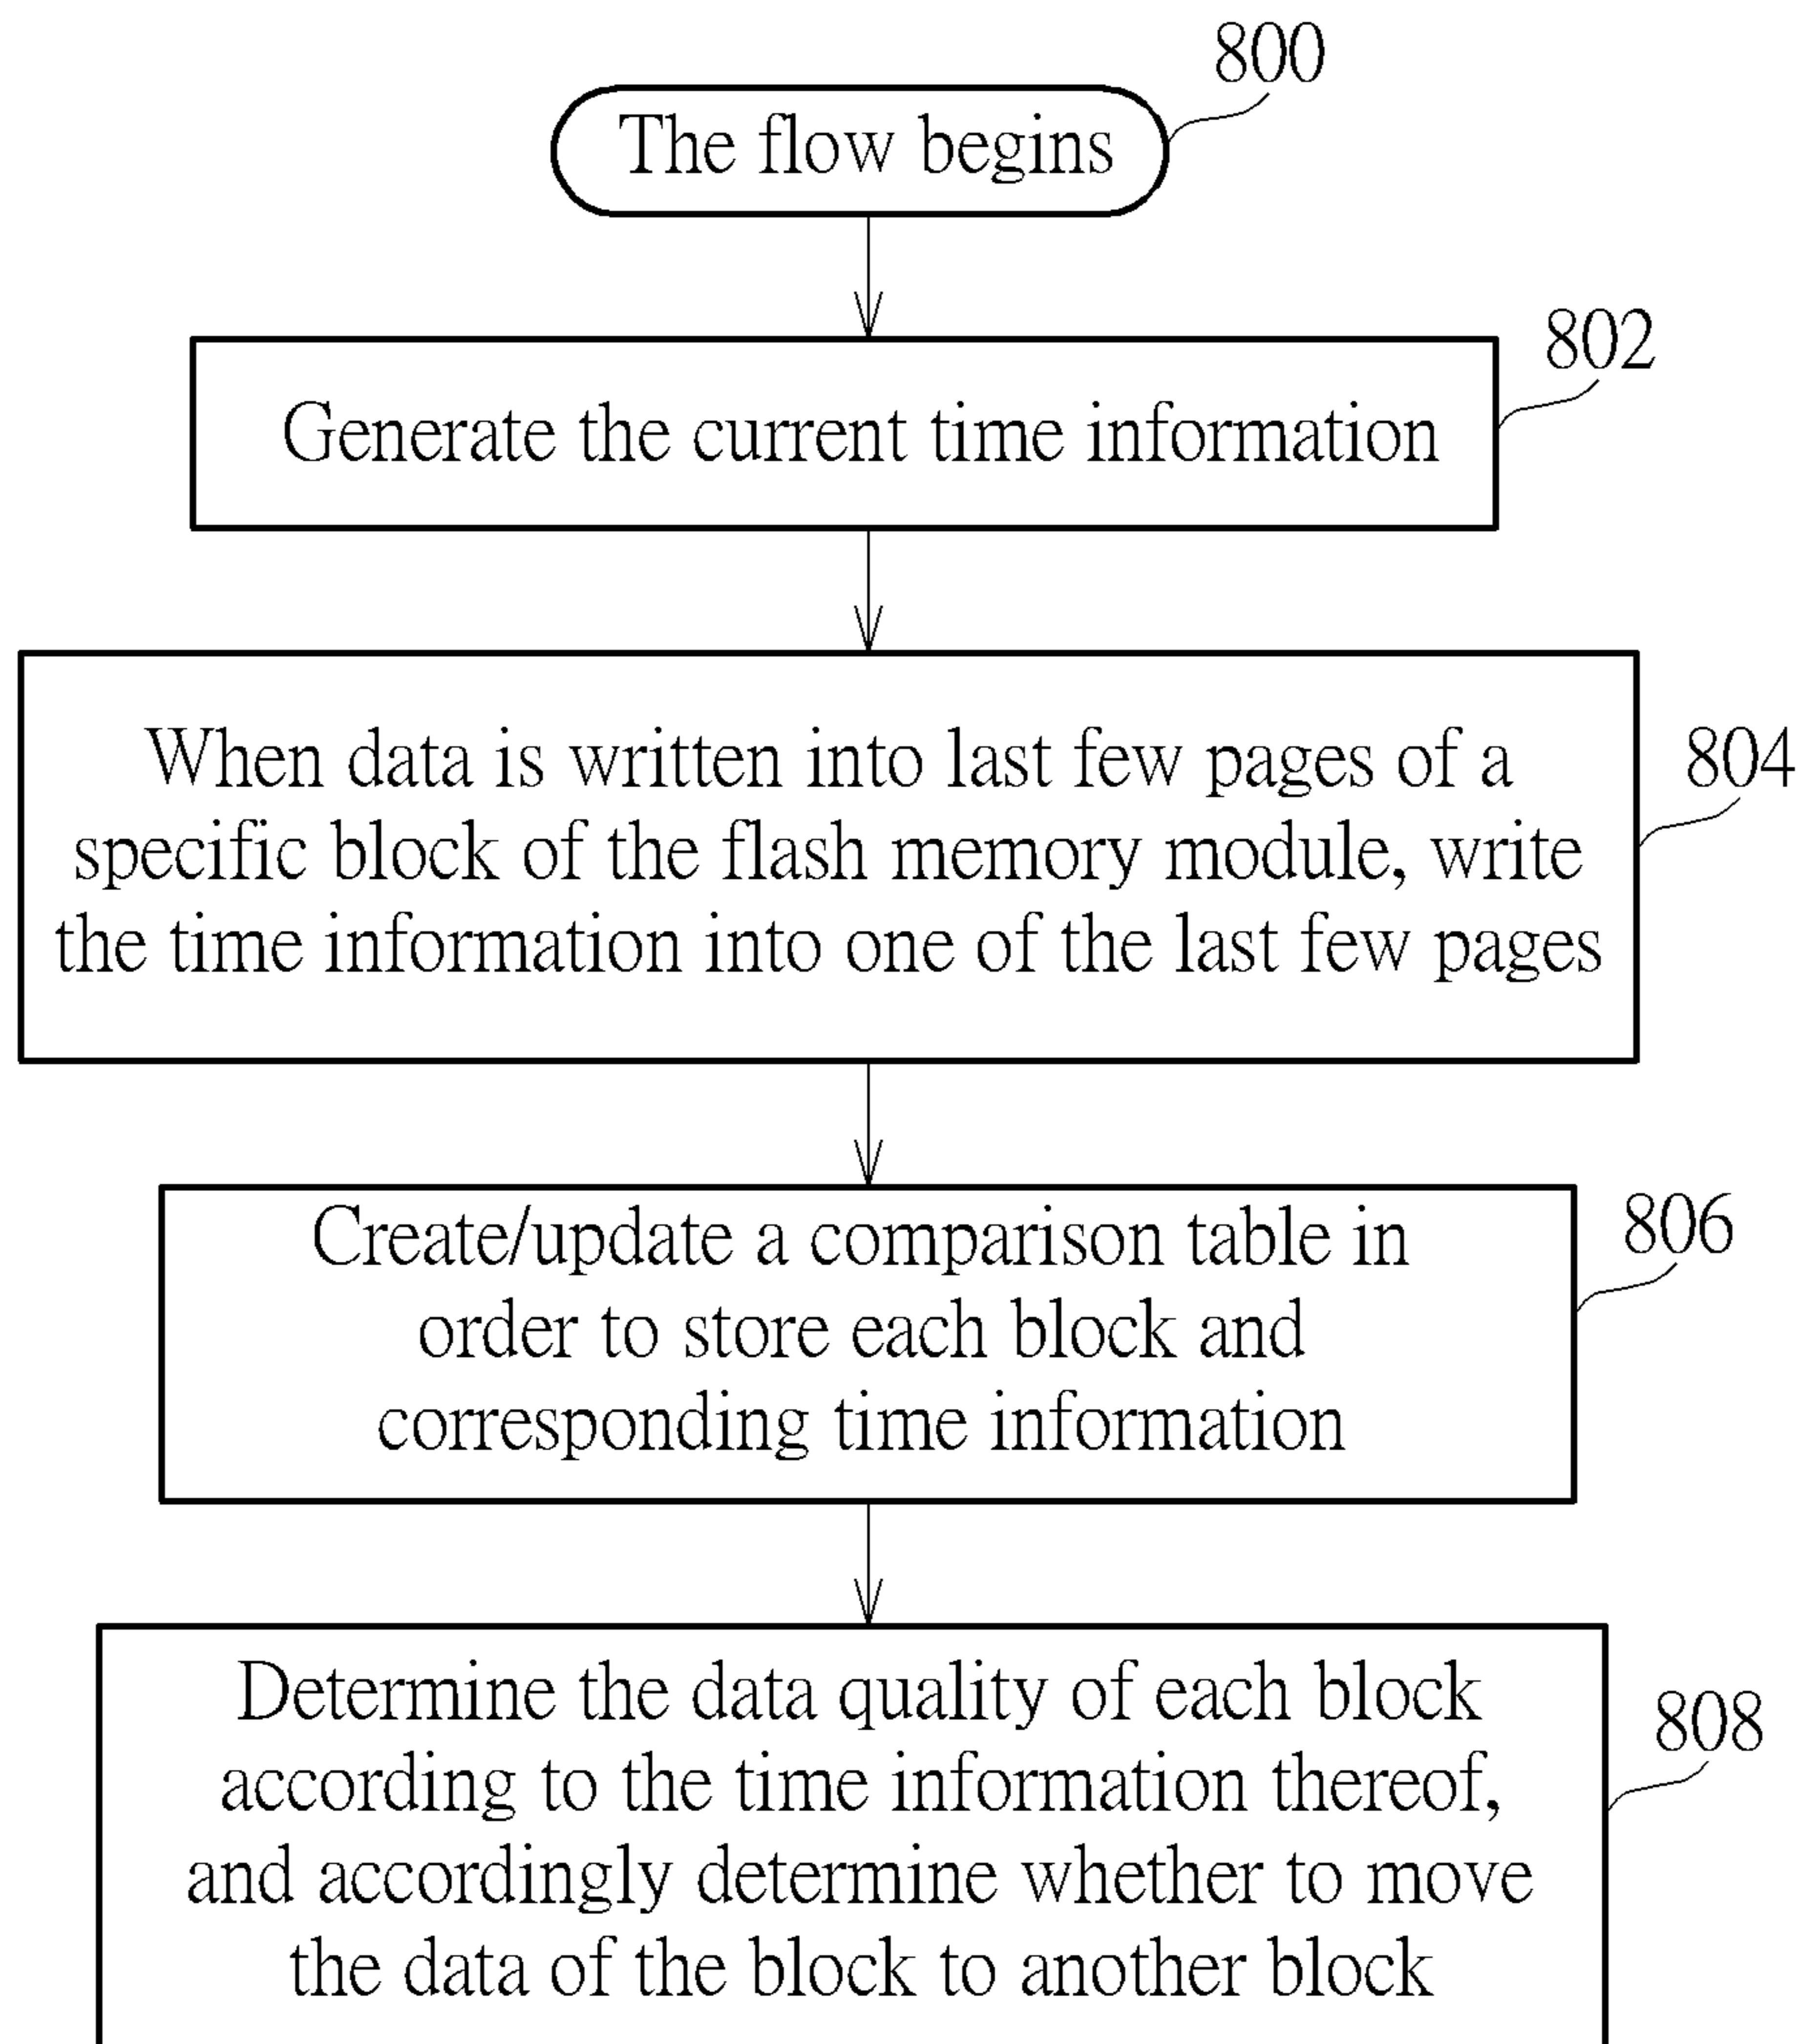 800
The flow begins
802
Generate the current time information
804
When data is written into last few pages of a
specific block of the flash memory module, write
the time information into one of the last few pages
806
Create/update a comparison table in
order to store each block and
corresponding time information
808
Determine the data quality of each block
according to the time information thereof,
and accordingly determine whether to move
the data of the block to another block